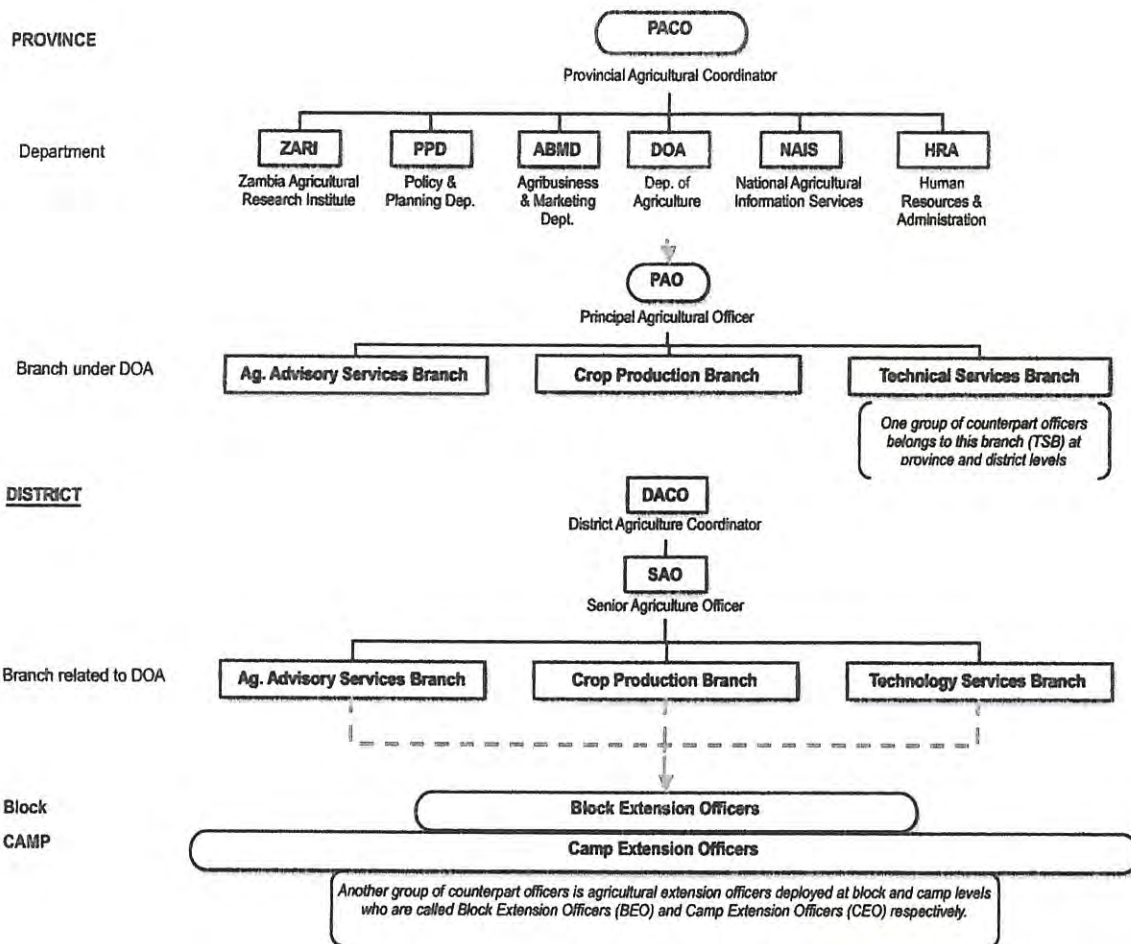 PROVINCE
PACO
Provincial Agricultural Coordinator
Department
ZARI
PPD
ABMD
DOA
NAIS
HRA
Zambia Agricultural
Research Institute
Policy &
Planning Dep.
Agribusiness
& Marketing
Dept.
Dep. of
Agriculture
National Agricultural
Information Services
Human
Resources &
Administration
PAO
Principal Agricultural Officer
Branch under DOA
Ag. Advisory Services Branch
Crop Production Branch
Technical Services Branch
One group of counterpart officers
belongs to this branch (TSB) at
province and district levels
DISTRICT
DACO
District Agriculture Coordinator
SAO
Senior Agriculture Officer
Branch related to DOA
Ag. Advisory Services Branch
Crop Production Branch
Technology Services Branch
Block
Block Extension Officers
CAMP
Camp Extension Officers
Another group of counterpart officers is agricultural extension officers deployed at block and camp levels
who are called Block Extension Officers (BEO) and Camp Extension Officers (CEO) respectively.